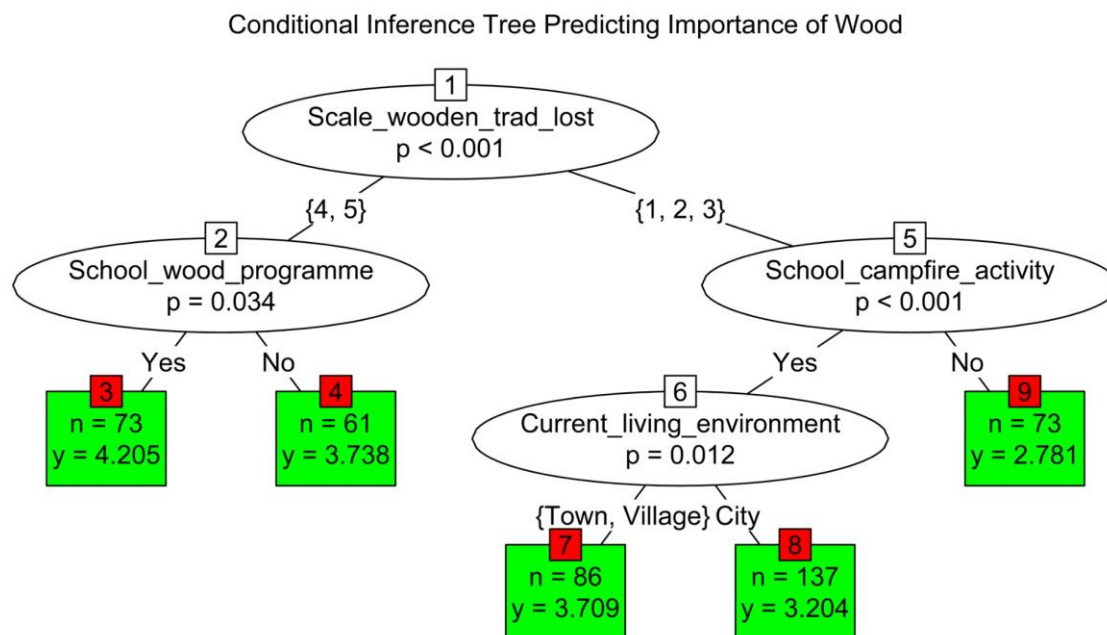 Conditional Inference Tree Predicting Importance of Wood
1
Scale_wooden_trad_lost
p < 0.001
{4, 5}
{1, 2, 3}
2
School_wood_programme
p = 0.034
5
School_campfire_activity
p < 0.001
Yes
No
Yes
No
3
n = 73
y = 4.205
4
n = 61
y = 3.738
6
Current_living_environment
p = 0.012
9
n = 73
y = 2.781
{Town, Village}
City
7
n = 86
y = 3.709
8
n = 137
y = 3.204